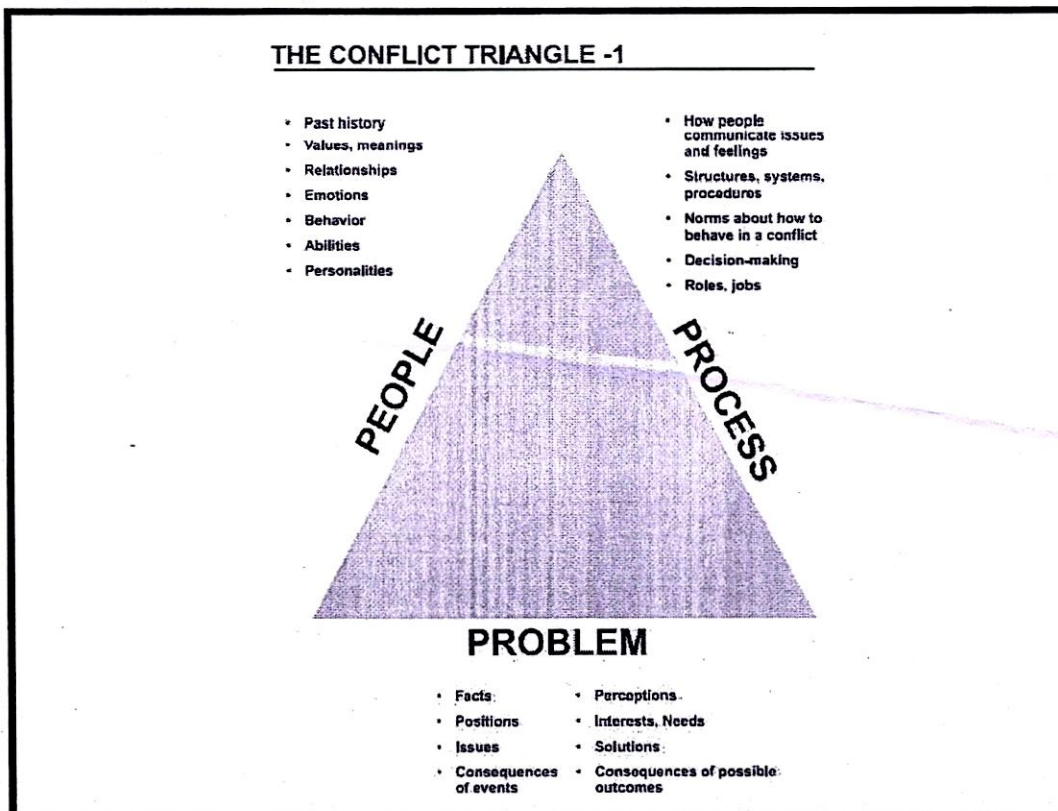 THE CONFLICT TRIANGLE -1
• Past history
• Values, meanings
• Relationships
• Emotions
• Behavior
• Abilities
• Personalities
• How people
communicate issues
and feelings
• Structures, systems,
procedures
• Norms about how to
behave in a conflict
• Decision-making
• Roles, jobs
PEOPLE
PROCESS
PROBLEM
• Facts
• Positions
• Issues
• Consequences
of events
• Perceptions
• Interests, Needs
• Solutions
• Consequences of possible
outcomes